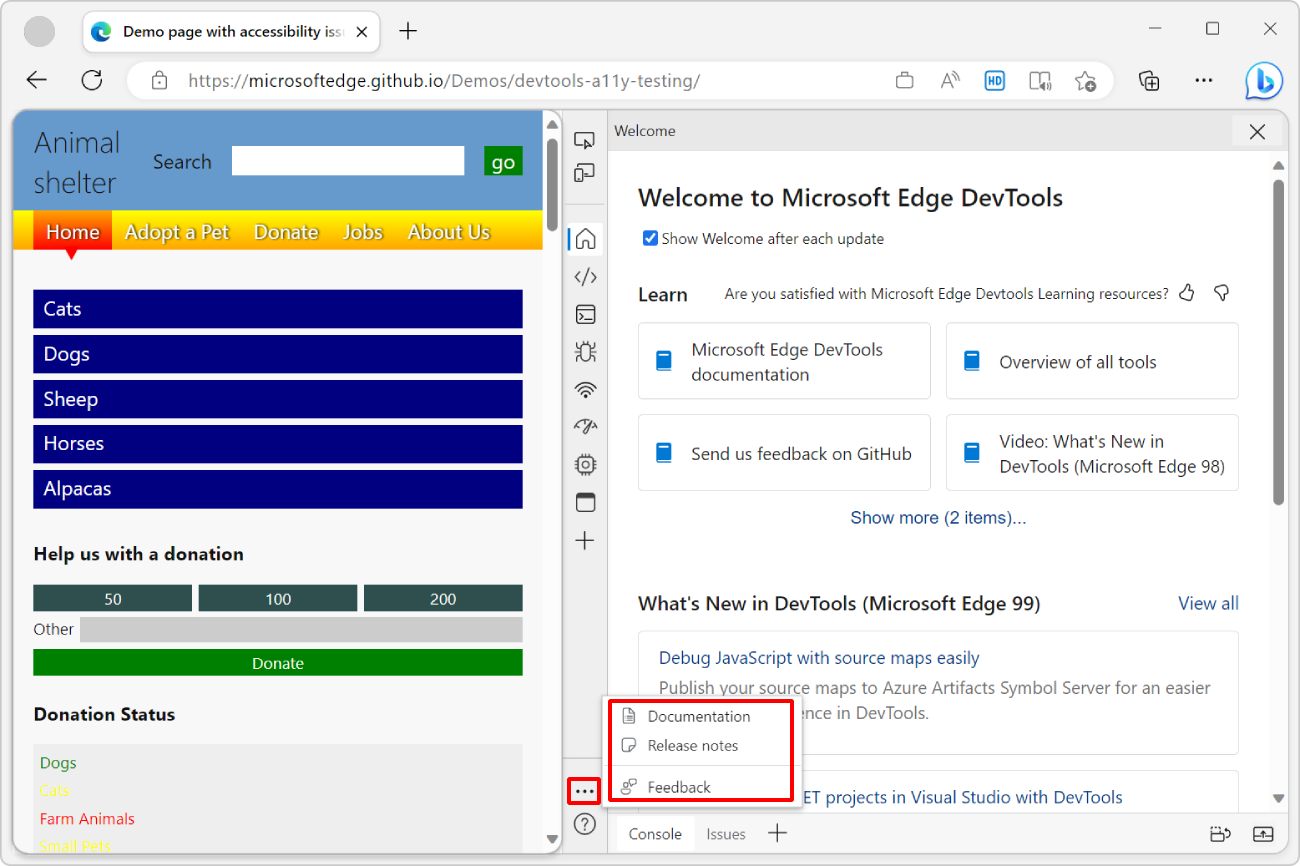 Demo page with accessibility iss
https://microsoftedge.github.io/Demos/devtools-a11y-testing/
HD
Animal
shelter
Search
go
Home
Adopt a Pet
Donate
Jobs
About Us
Cats
Dogs
Sheep
Horses
Alpacas
Help us with a donation
50
100
200
Other
Donate
Donation Status
Dogs
Cats
Farm Animals
Small Pets
Welcome
Welcome to Microsoft Edge DevTools
Show Welcome after each update
Learn
Are you satisfied with Microsoft Edge Devtools Learning resources?
Microsoft Edge DevTools
documentation
Overview of all tools
Send us feedback on GitHub
Video: What's New in
DevTools (Microsoft Edge 98)
Show more (2 items)...
What's New in DevTools (Microsoft Edge 99)
View all
Debug JavaScript with source maps easily
Publish your source maps to Azure Artifacts Symbol Server for an easier
ence in DevTools.
ET projects in Visual Studio with DevTools
Documentation
Release notes
Feedback
Console
Issues